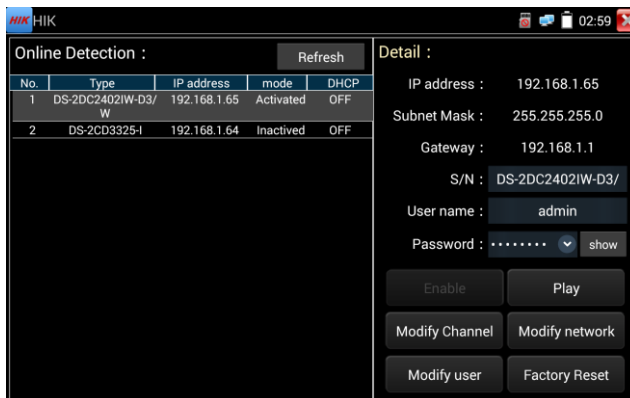 HIK HIK 02:59
Online Detection :
Refresh
No. Type IP address mode DHCP
1 DS-2DC2402IW-D3/ 192.168.1.65 Activated OFF
W
2 DS-2CD3325-I 192.168.1.64 Inactived OFF
Detail :
IP address : 192.168.1.65
Subnet Mask : 255.255.255.0
Gateway : 192.168.1.1
S/N : DS-2DC2402IW-D3/
User name : admin
Password : •••••••• show
Enable Play
Modify Channel Modify network
Modify user Factory Reset